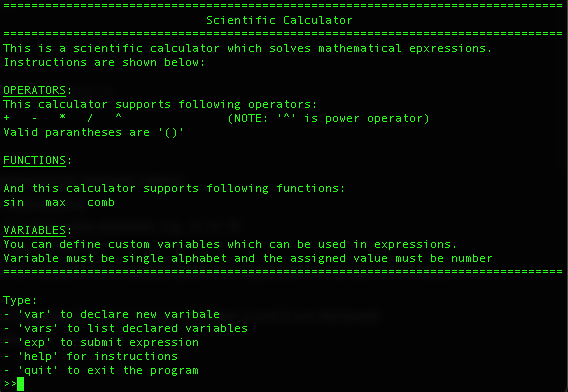 ================================================================================
Scientific Calculator
================================================================================
This is a scientific calculator which solves mathematical epxressions.
Instructions are shown below:
OPERATORS:
This calculator supports following operators:
+   -   *   /   ^               (NOTE: '^' is power operator)
Valid parantheses are '()'
FUNCTIONS:
And this calculator supports following functions:
sin   max   comb
VARIABLES:
You can define custom variables which can be used in expressions.
Variable must be single alphabet and the assigned value must be number
================================================================================
Type:
- 'var' to declare new varibale
- 'vars' to list declared variables
- 'exp' to submit expression
- 'help' for instructions
- 'quit' to exit the program
>>